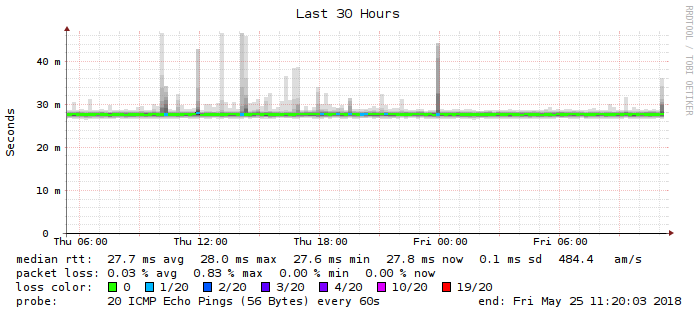 Last 30 Hours
RRDTOOL / TOBI OETIKER
Seconds
40 m
30 m
20 m
10 m
0
Thu 06:00 Thu 12:00 Thu 18:00 Fri 00:00 Fri 06:00
median rtt: 27.7 ms avg 28.0 ms max 27.6 ms min 27.8 ms now 0.1 ms sd 484.4 am/s
packet loss: 0.03 % avg 0.83 % max 0.00 % min 0.00 % now
loss color: 0 1/20 2/20 3/20 4/20 10/20 19/20
probe: 20 ICMP Echo Pings (56 Bytes) every 60s end: Fri May 25 11:20:03 2018